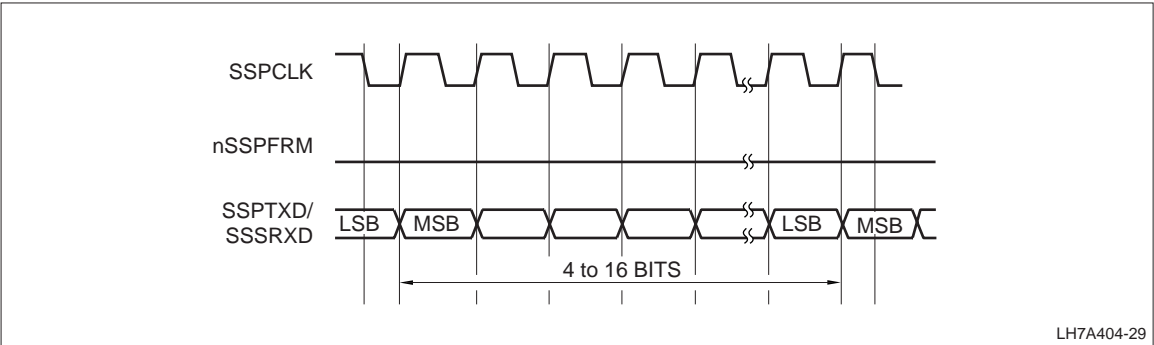 SSPCLK
nSSPFRM
SSPTXD/
SSSRXD
LSB MSB LSB MSB
4 to 16 BITS
LH7A404-29